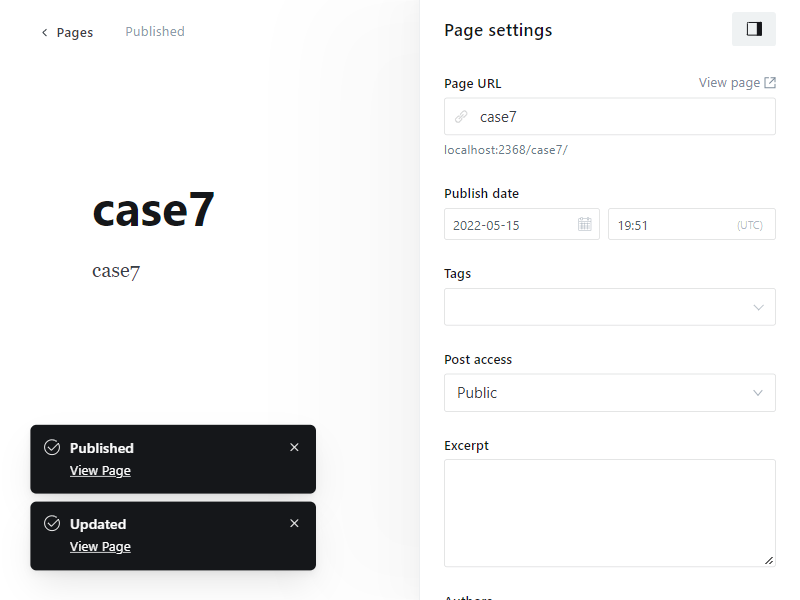 Pages Published
case7
case7
Published
View Page
Updated
View Page
Page settings
Page URL View page
case7
localhost:2368/case7/
Publish date
2022-05-15 19:51 (UTC)
Tags
Post access
Public
Excerpt
Authors